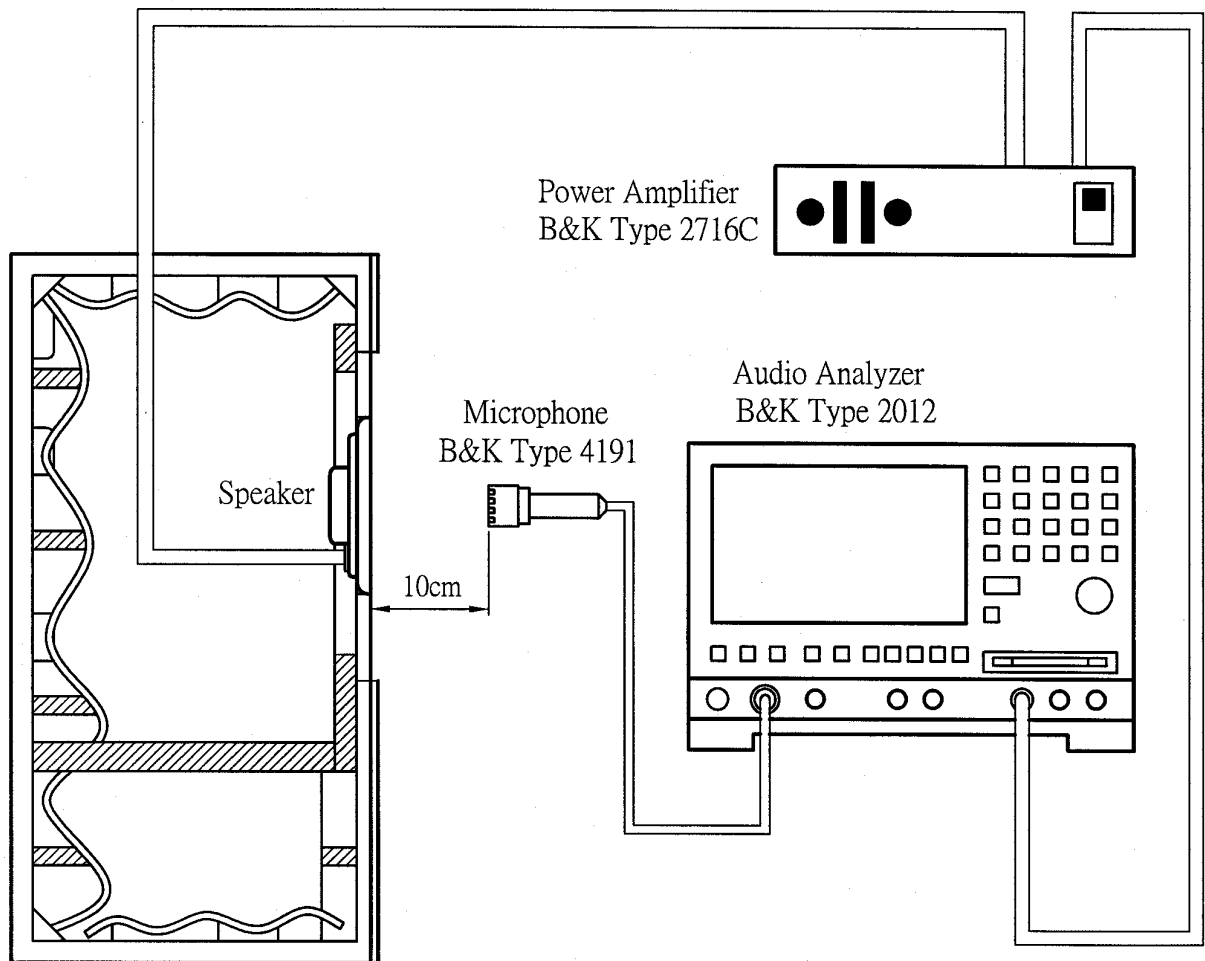 Power Amplifier
B&K Type 2716C
Audio Analyzer
B&K Type 2012
Microphone
B&K Type 4191
Speaker
10cm